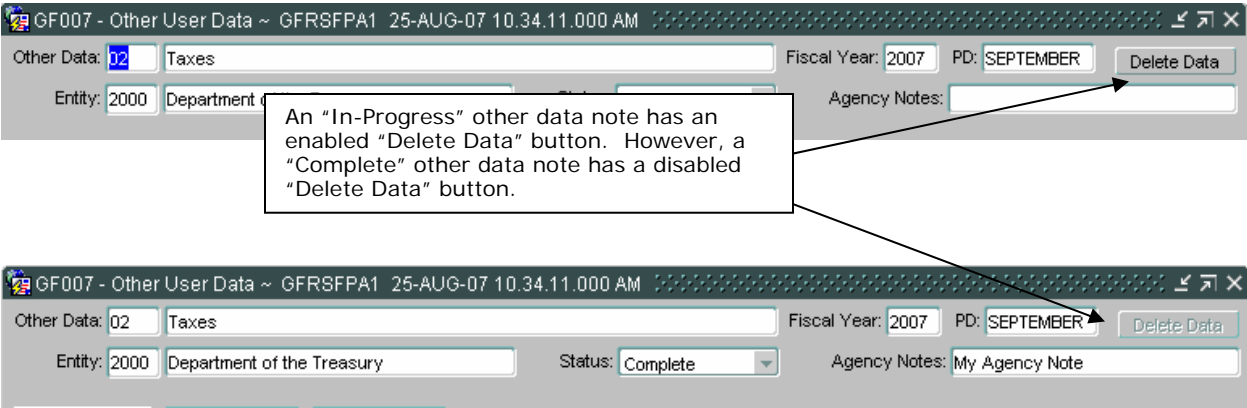 GF007 - Other User Data ~ GFRSFPA1 25-AUG-07 10.34.11.000 AM
Other Data: 02 Taxes Fiscal Year: 2007 PD: SEPTEMBER Delete Data
Entity: 2000 Department Agency Notes:
An “In-Progress” other data note has an
enabled “Delete Data” button. However, a
“Complete” other data note has a disabled
“Delete Data” button.
GF007 - Other User Data ~ GFRSFPA1 25-AUG-07 10.34.11.000 AM
Other Data: 02 Taxes Fiscal Year: 2007 PD: SEPTEMBER Delete Data
Entity: 2000 Department of the Treasury Status: Complete Agency Notes: My Agency Note